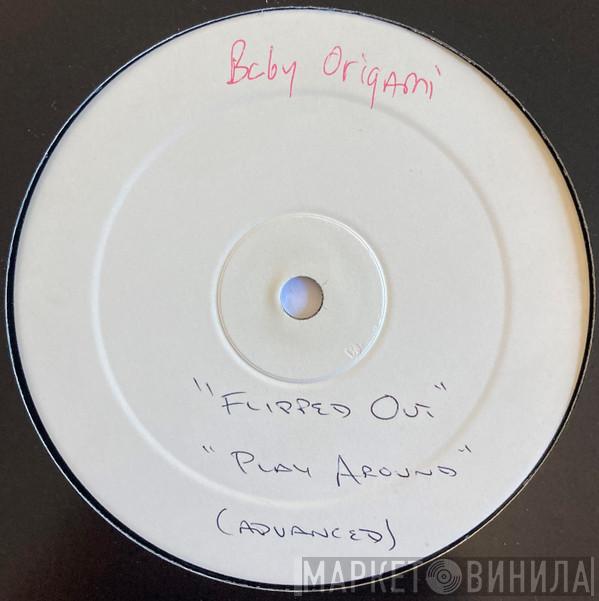 Baby Origami
"Flipped Out"
"Play Around"
(ADVANCED)
МАРКЕТ ВИНИЛА